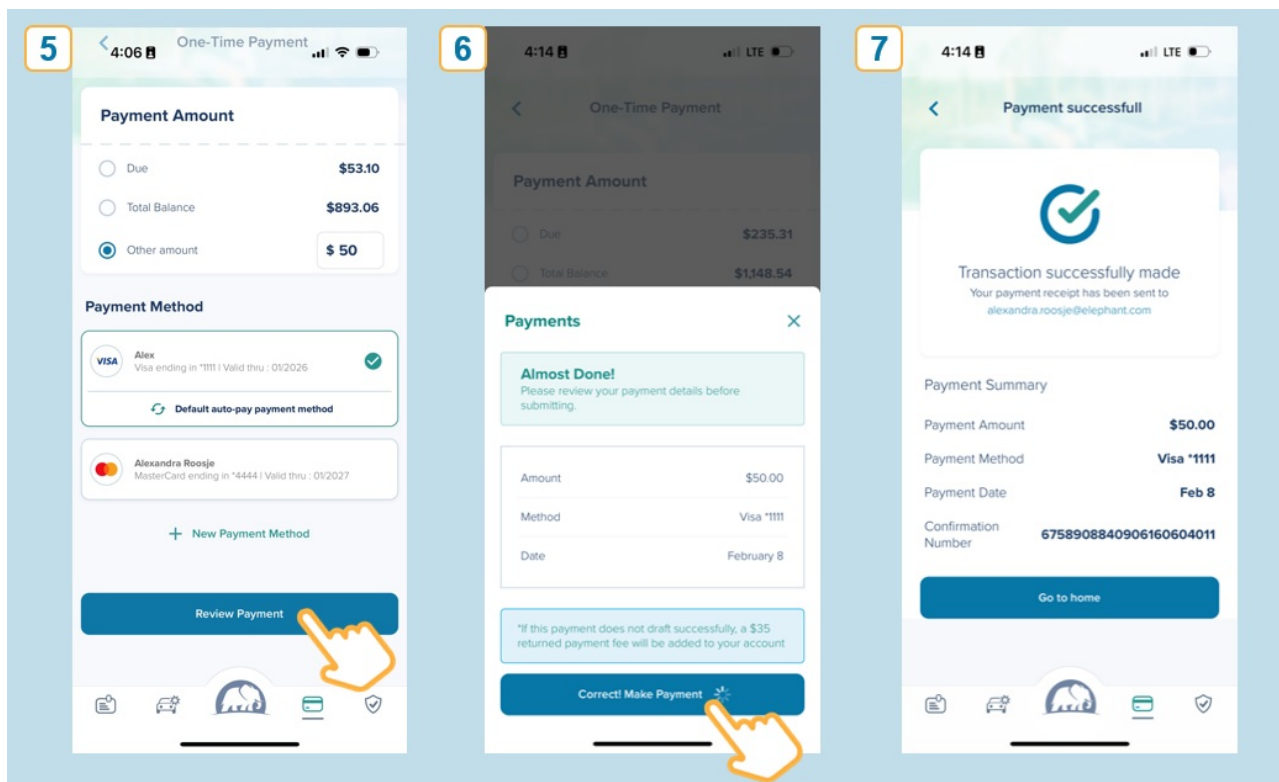 5
4:06
One-Time Payment
Payment Amount
Due $53.10
Total Balance $893.06
Other amount $ 50
Payment Method
VISA
Alex
Visa ending in *1111 | Valid thru : 01/2026
Default auto-pay payment method
Alexandra Roosje
MasterCard ending in *4444 | Valid thru : 01/2027
+ New Payment Method
Review Payment
6
4:14 LTE
One-Time Payment
Payment Amount
Due $235.31
Total Balance $1,148.54
Payments
Almost Done!
Please review your payment details before
submitting.
Amount $50.00
Method Visa *1111
Date February 8
*If this payment does not draft successfully, a $35
returned payment fee will be added to your account
Correct! Make Payment
7
4:14 LTE
Payment successfull
Transaction successfully made
Your payment receipt has been sent to
alexandra.roosje@elephant.com
Payment Summary
Payment Amount $50.00
Payment Method Visa *1111
Payment Date Feb 8
Confirmation
Number 6758908840906160604011
Go to home